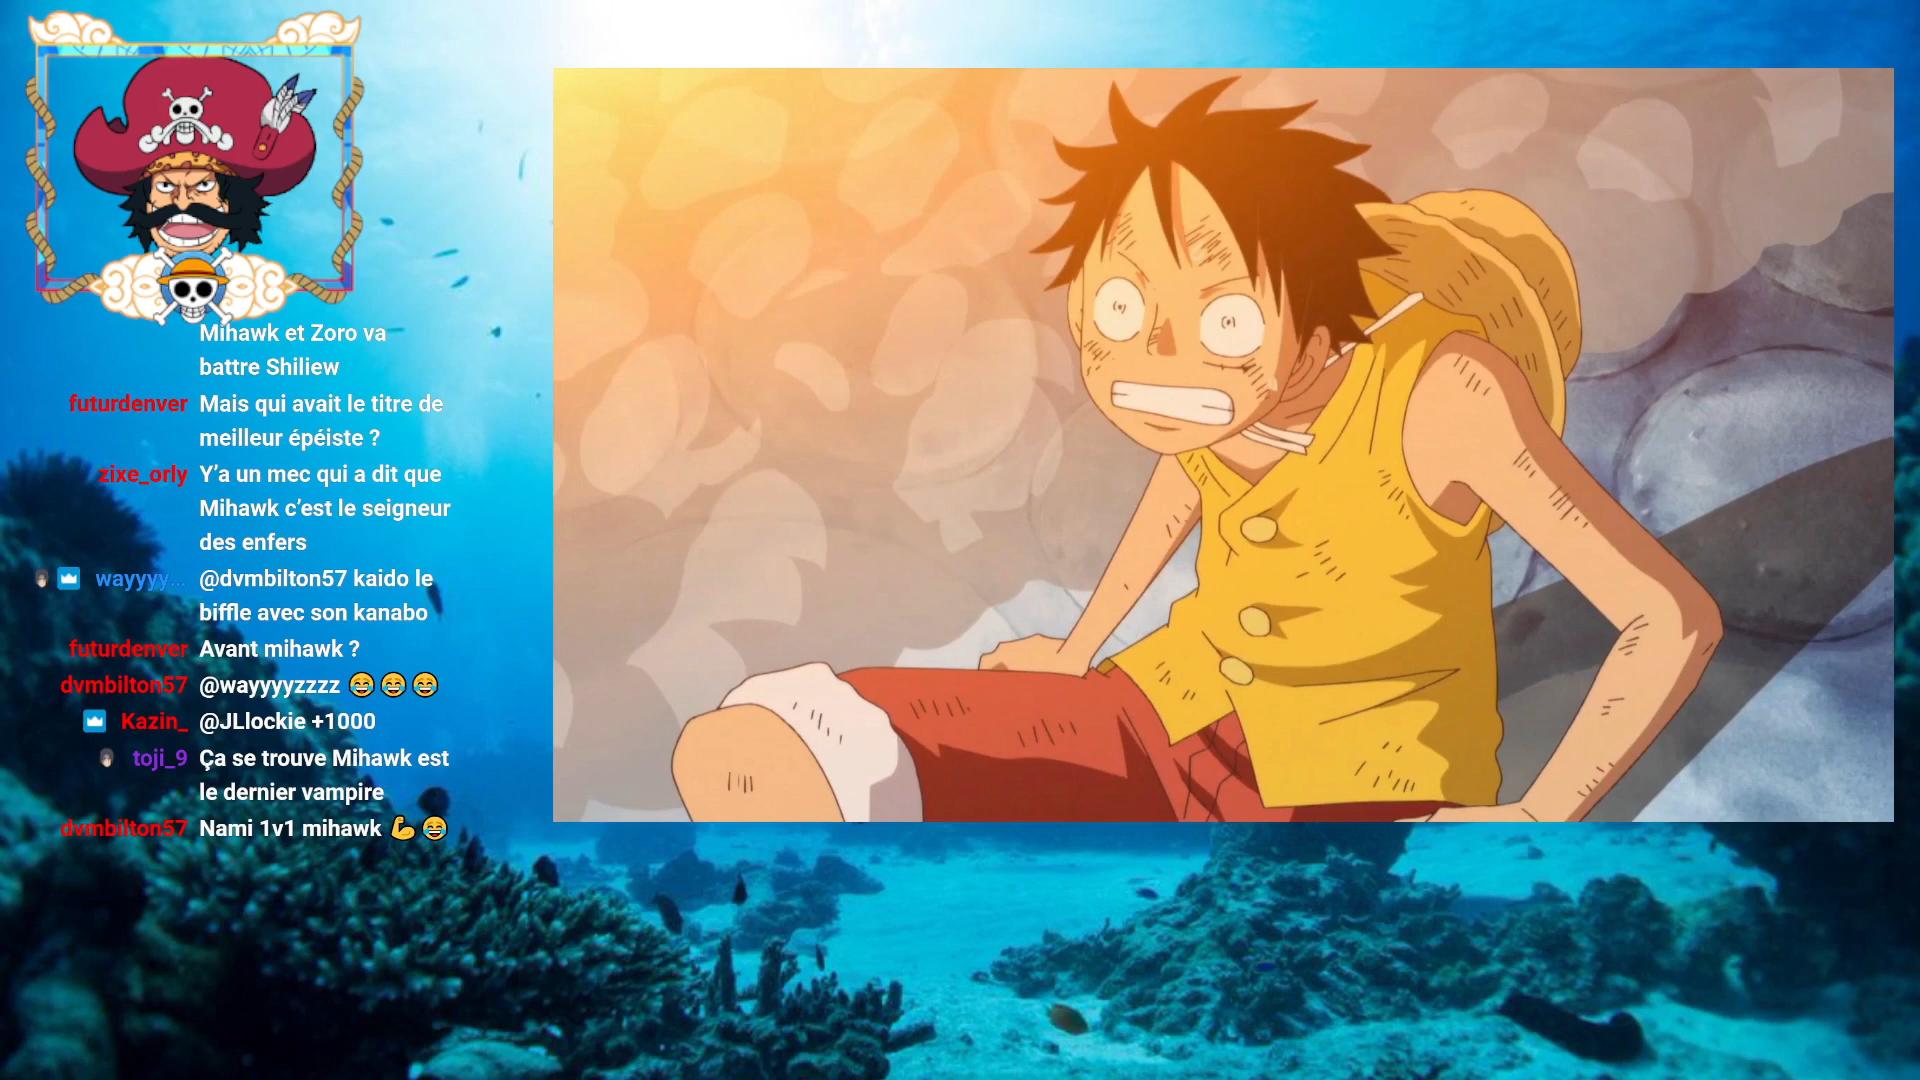 Mihawk et Zoro va
battre Shiliew
futurdenver Mais qui avait le titre de
meilleur épéiste ?
zixe_orly Y’a un mec qui a dit que
Mihawk c’est le seigneur
des enfers
wayyyy... @dvmbilton57 kaido le
biffle avec son kanabo
futurdenver Avant mihawk ?
dvmbilton57 @wayyyyzzzz 😂😂😂
Kazin_ @JLlockie +1000
toji_9 Ça se trouve Mihawk est
le dernier vampire
dvmbilton57 Nami 1v1 mihawk 💪😂